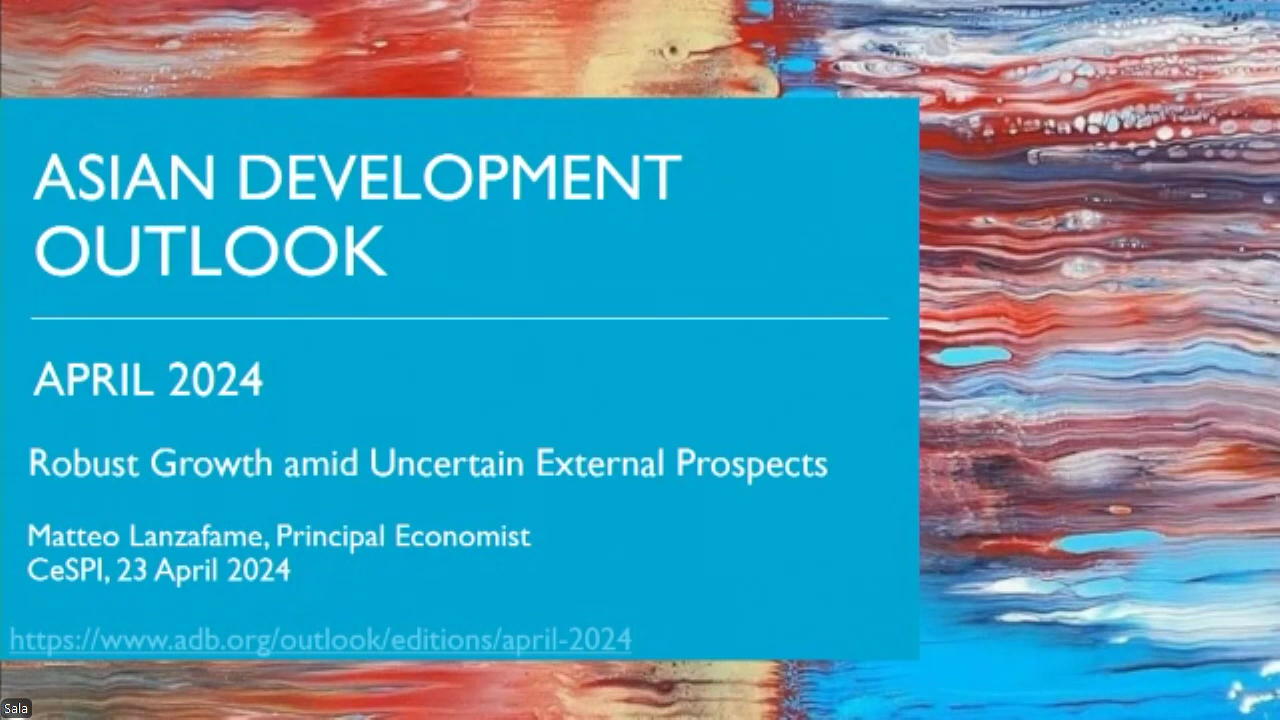 ASIAN DEVELOPMENT
OUTLOOK
APRIL 2024
Robust Growth amid Uncertain External Prospects
Matteo Lanzafame, Principal Economist
CeSPI, 23 April 2024
https://www.adb.org/outlook/editions/april-2024
Sala